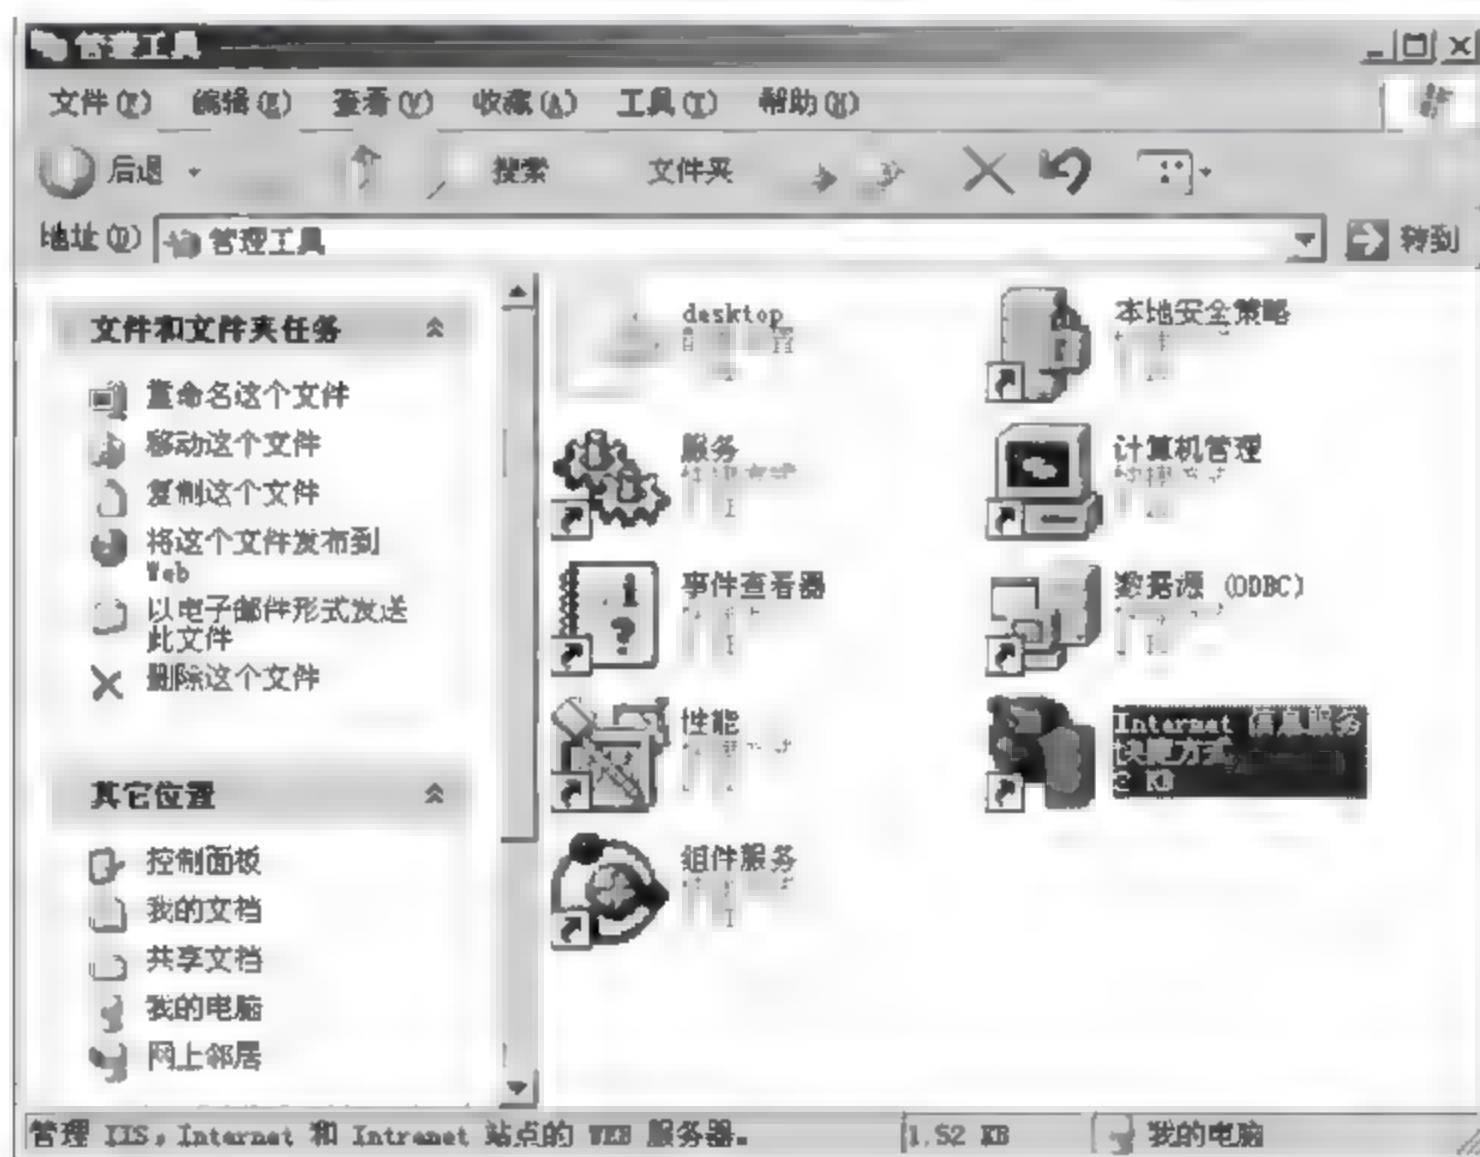 管理工具
文件(F) 编辑(E) 查看(V) 收藏(A) 工具(T) 帮助(H)
后退 搜索 文件夹
地址(D) 管理工具 转到
文件和文件夹任务
重命名这个文件
移动这个文件
复制这个文件
将这个文件发布到
Web
以电子邮件形式发送
此文件
删除这个文件
其它位置
控制面板
我的文档
共享文档
我的电脑
网上邻居
desktop
本地安全策略
服务
计算机管理
事件查看器
数据源 (ODBC)
性能
Internet 信息服务
快捷方式
2 KB
组件服务
管理 IIS，Internet 和 Intranet 站点的 WEB 服务器。 1.52 KB 我的电脑